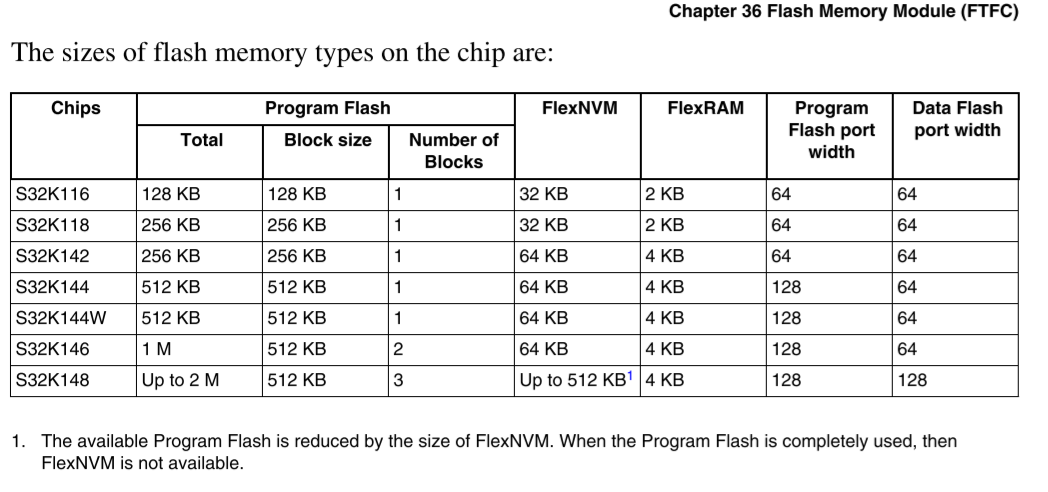 Chapter 36 Flash Memory Module (FTFC)
The sizes of flash memory types on the chip are:
Chips Program Flash FlexNVM FlexRAM Program Flash port width Data Flash port width
Total Block size Number of Blocks
S32K116 128 KB 128 KB 1 32 KB 2 KB 64 64
S32K118 256 KB 256 KB 1 32 KB 2 KB 64 64
S32K142 256 KB 256 KB 1 64 KB 4 KB 64 64
S32K144 512 KB 512 KB 1 64 KB 4 KB 128 64
S32K144W 512 KB 512 KB 1 64 KB 4 KB 128 64
S32K146 1 M 512 KB 2 64 KB 4 KB 128 64
S32K148 Up to 2 M 512 KB 3 Up to 512 KB1 4 KB 128 128
1. The available Program Flash is reduced by the size of FlexNVM. When the Program Flash is completely used, then
FlexNVM is not available.